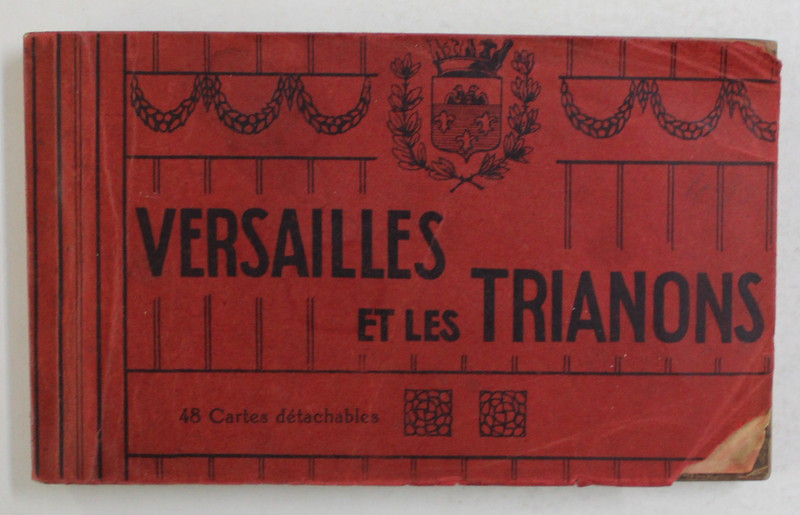 VERSAILLES
ET LES TRIANONS
48 Cartes détachables